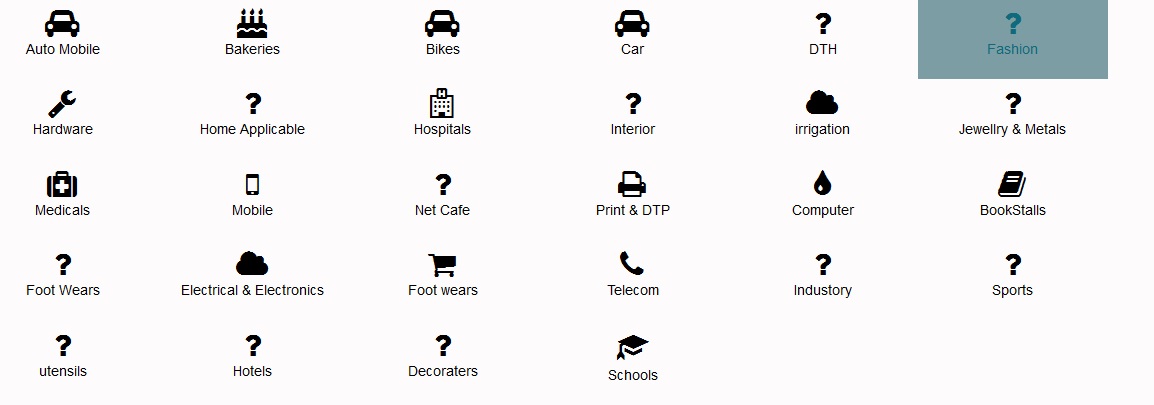 Auto Mobile
Bakeries
Bikes
Car
? DTH
? Fashion
Hardware
? Home Applicable
H Hospitals
? Interior
irrigation
? Jewellry & Metals
Medicals
Mobile
? Net Cafe
Print & DTP
Computer
BookStalls
? Foot Wears
Electrical & Electronics
Foot wears
Telecom
? Industory
? Sports
? utensils
? Hotels
? Decoraters
Schools